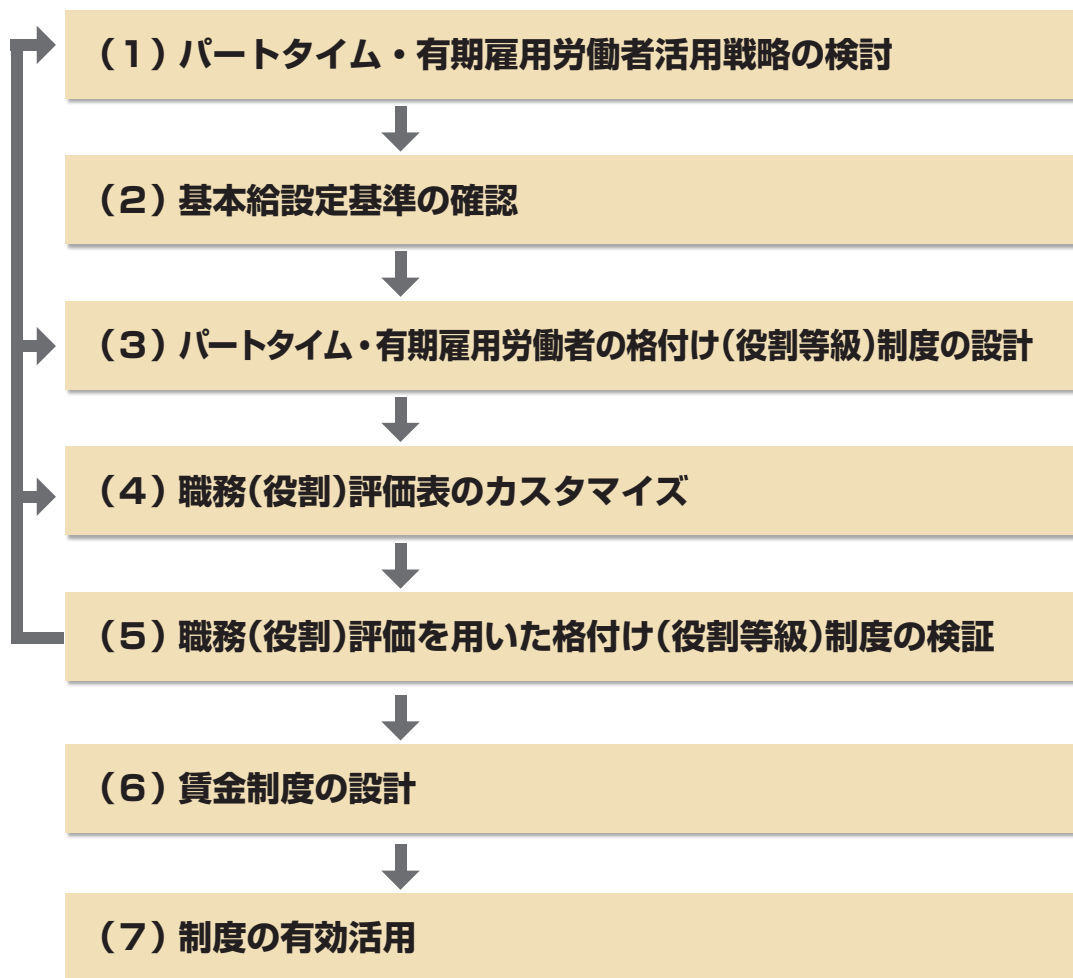 （1）パートタイム・有期雇用労働者活用戦略の検討
（2）基本給設定基準の確認
（3）パートタイム・有期雇用労働者の格付け（役割等級）制度の設計
（4）職務（役割）評価表のカスタマイズ
（5）職務（役割）評価を用いた格付け（役割等級）制度の検証
（6）賃金制度の設計
（7）制度の有効活用